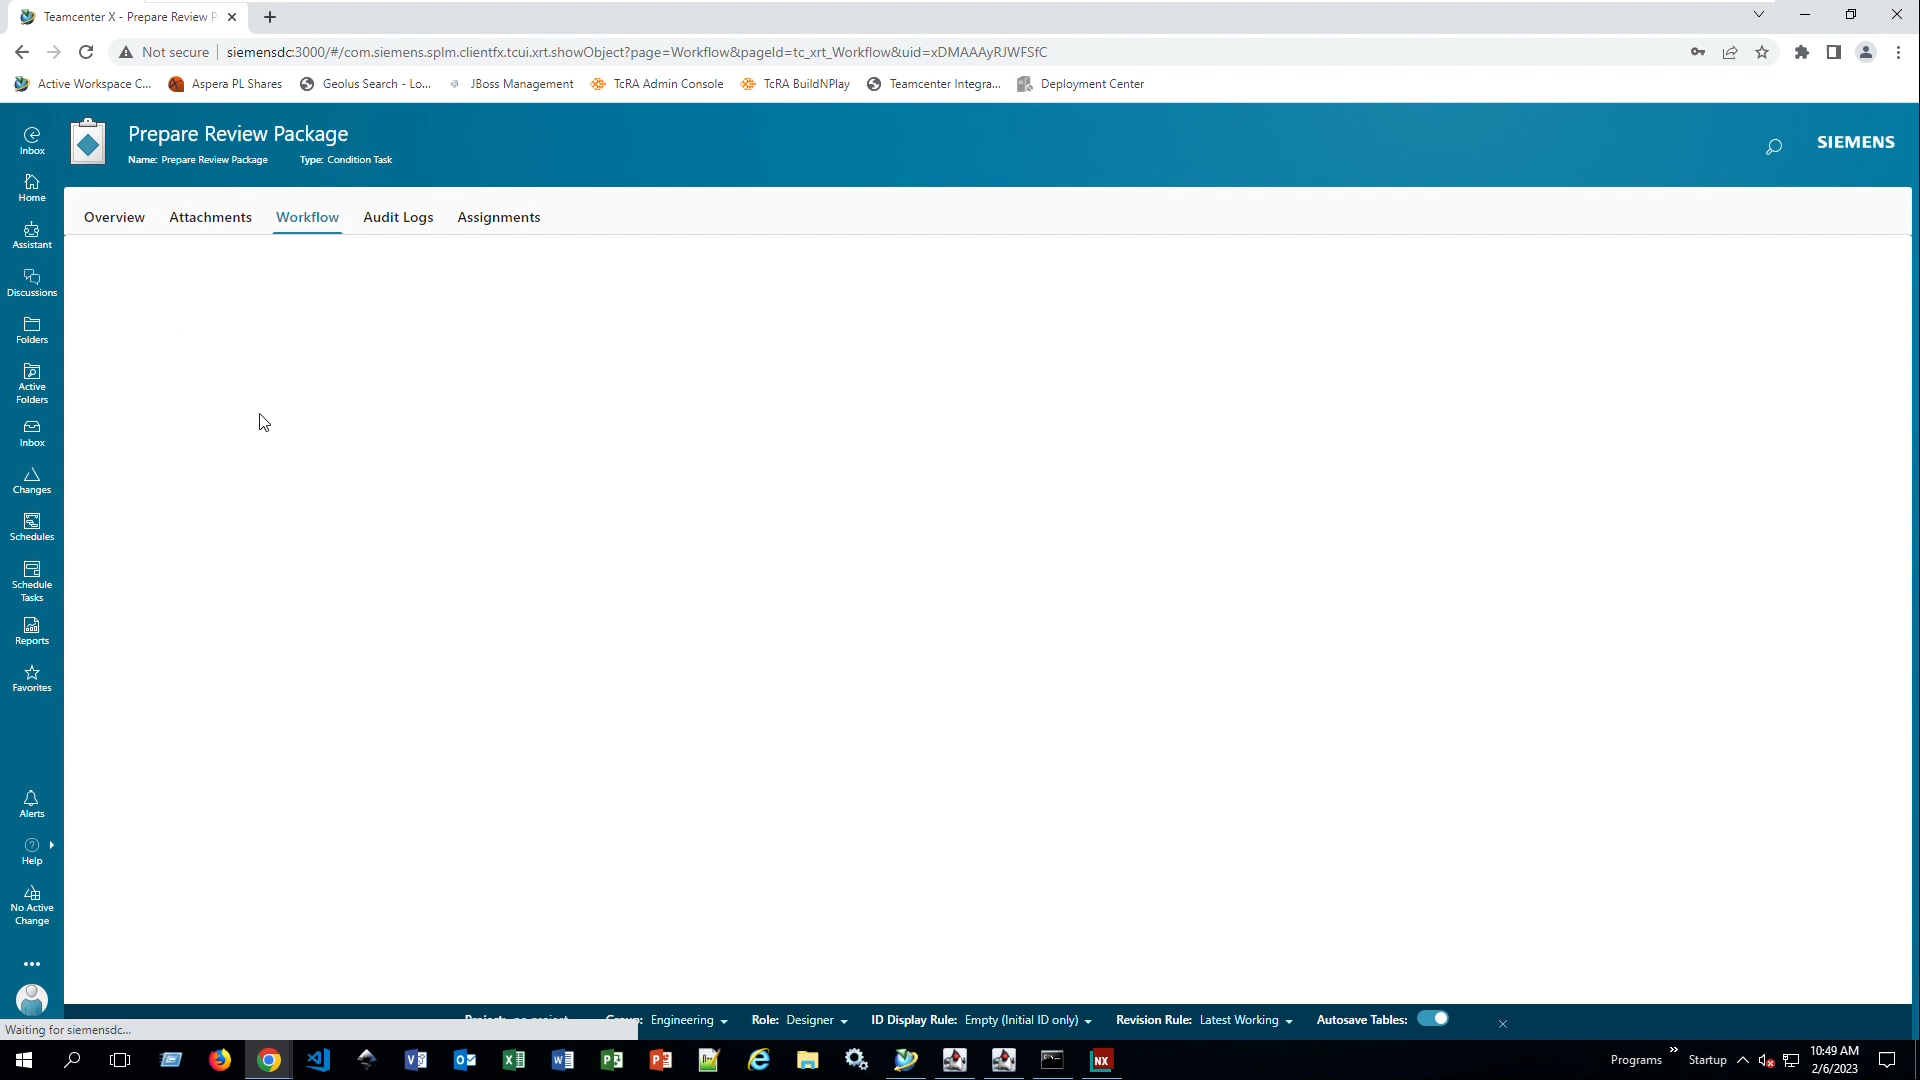 Teamcenter X - Prepare Review P
Not secure
siemensdc:3000/#/com.siemens.splm.clientfx.tcui.xrt.showObject?page=Workflow&pageId=tc_xrt_Workflow&uid=xDMAAAyRJWFSfC
Active Workspace C...
Aspera PL Shares
Geolus Search - Lo...
JBoss Management
TcRA Admin Console
TcRA BuildNPlay
Teamcenter Integra...
Deployment Center
Prepare Review Package
Name: Prepare Review Package
Type: Condition Task
SIEMENS
Overview
Attachments
Workflow
Audit Logs
Assignments
Inbox
Home
Assistant
Discussions
Folders
Active
Folders
Inbox
Changes
Schedules
Schedule
Tasks
Reports
Favorites
Alerts
Help
No Active
Change
Engineering
Role: Designer
ID Display Rule: Empty (Initial ID only)
Revision Rule: Latest Working
Autosave Tables:
Waiting for siemensdc...
NX
Programs
Startup
10:49 AM
2/6/2023